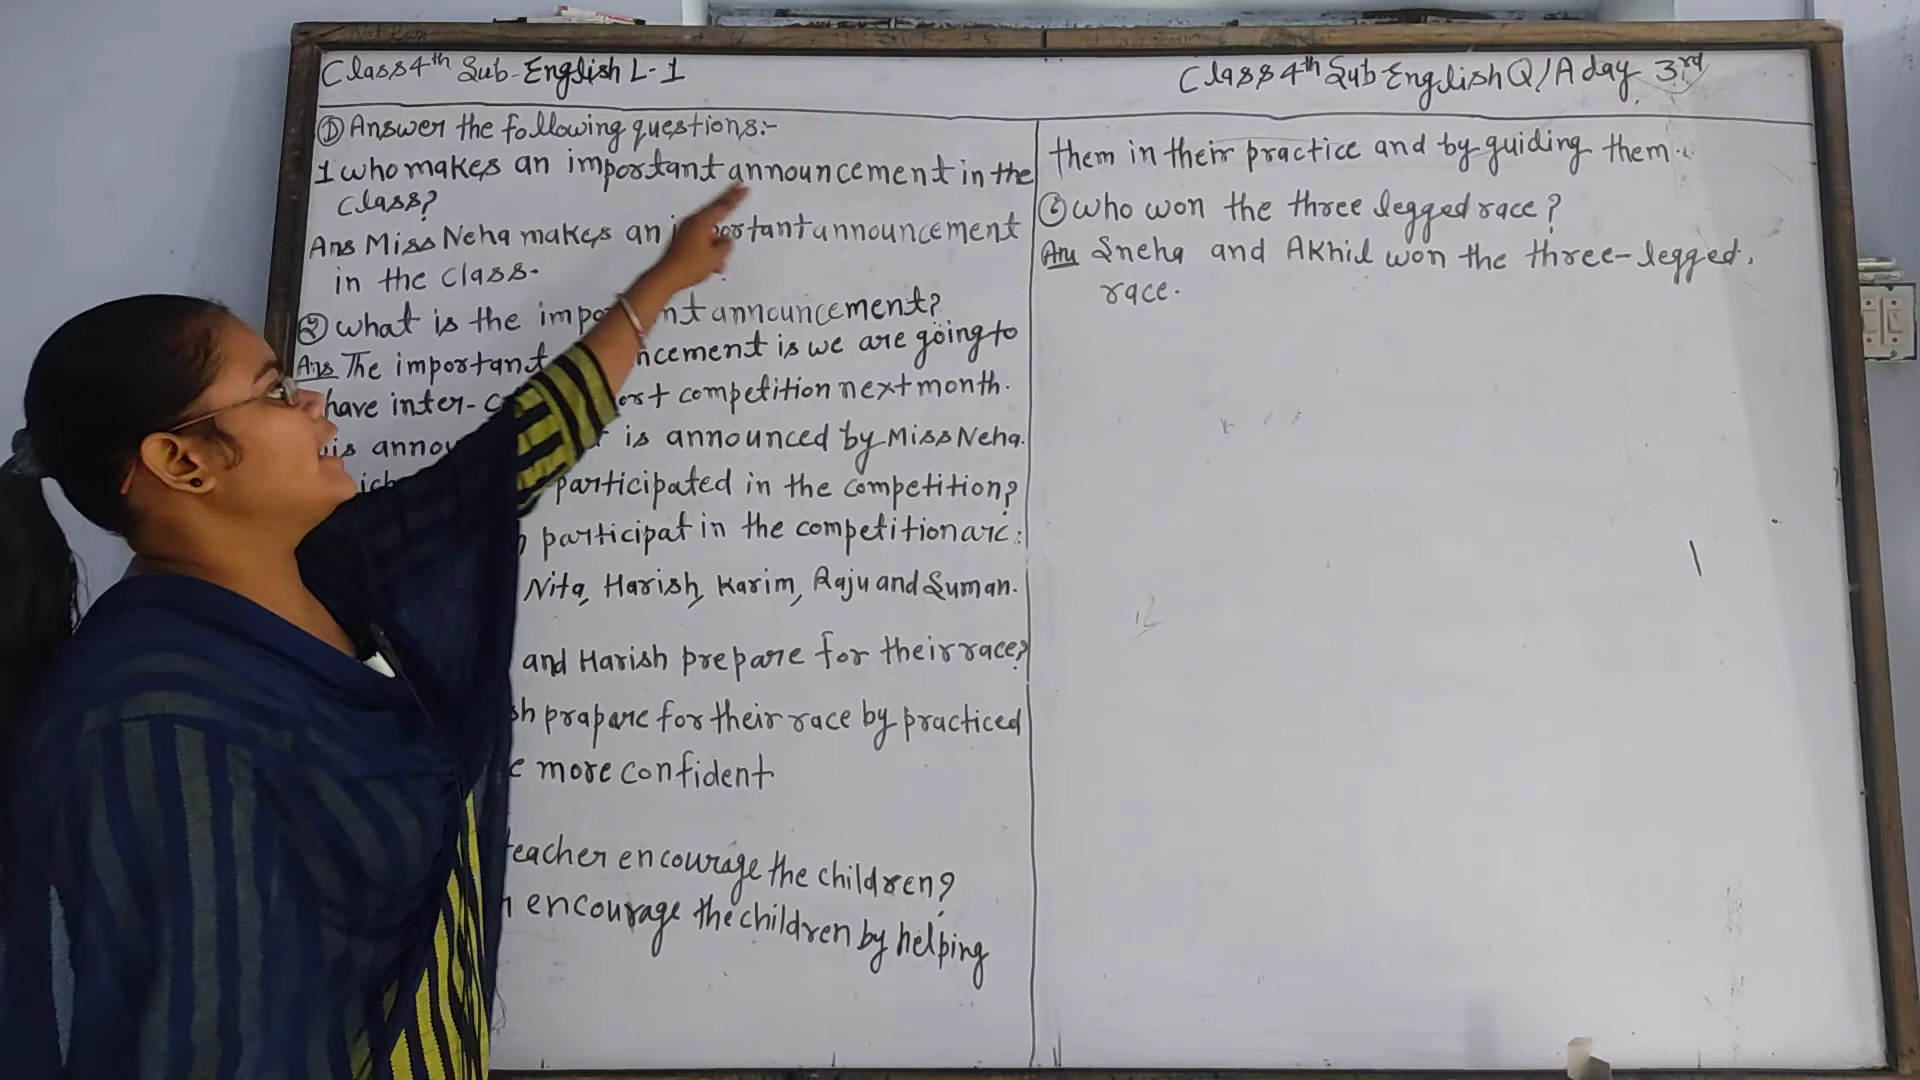 Class 4th Sub-English L-1
① Answer the following questions:-
1 who makes an important announcement in the
class?
Ans Miss Neha makes an important announcement
in the class.
② what is the important announcement?
Ans The important announcement is we are going to
have inter- sport competition next month.
is announced by Miss Neha.
participated in the competition?
participat in the competition are:
Nita, Harish, Karim, Raju and Suman.
and Harish prepare for their race?
prapare for their race by practiced
more confident
teacher encourage the children?
encourage the children by helping
Class 4th Sub English Q/A day 3rd
them in their practice and by guiding them.
⑥ who won the three legged race?
Ans Sneha and Akhil won the three-legged
race.